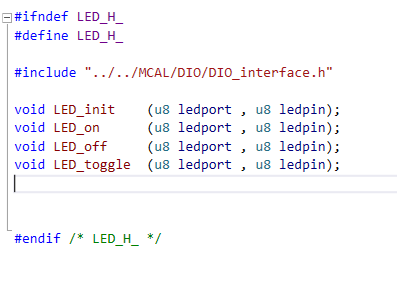 #ifndef LED_H_
#define LED_H_
#include "../../MCAL/DIO/DIO_interface.h"
void LED_init    (u8 ledport , u8 ledpin);
void LED_on      (u8 ledport , u8 ledpin);
void LED_off     (u8 ledport , u8 ledpin);
void LED_toggle  (u8 ledport , u8 ledpin);
#endif /* LED_H_ */